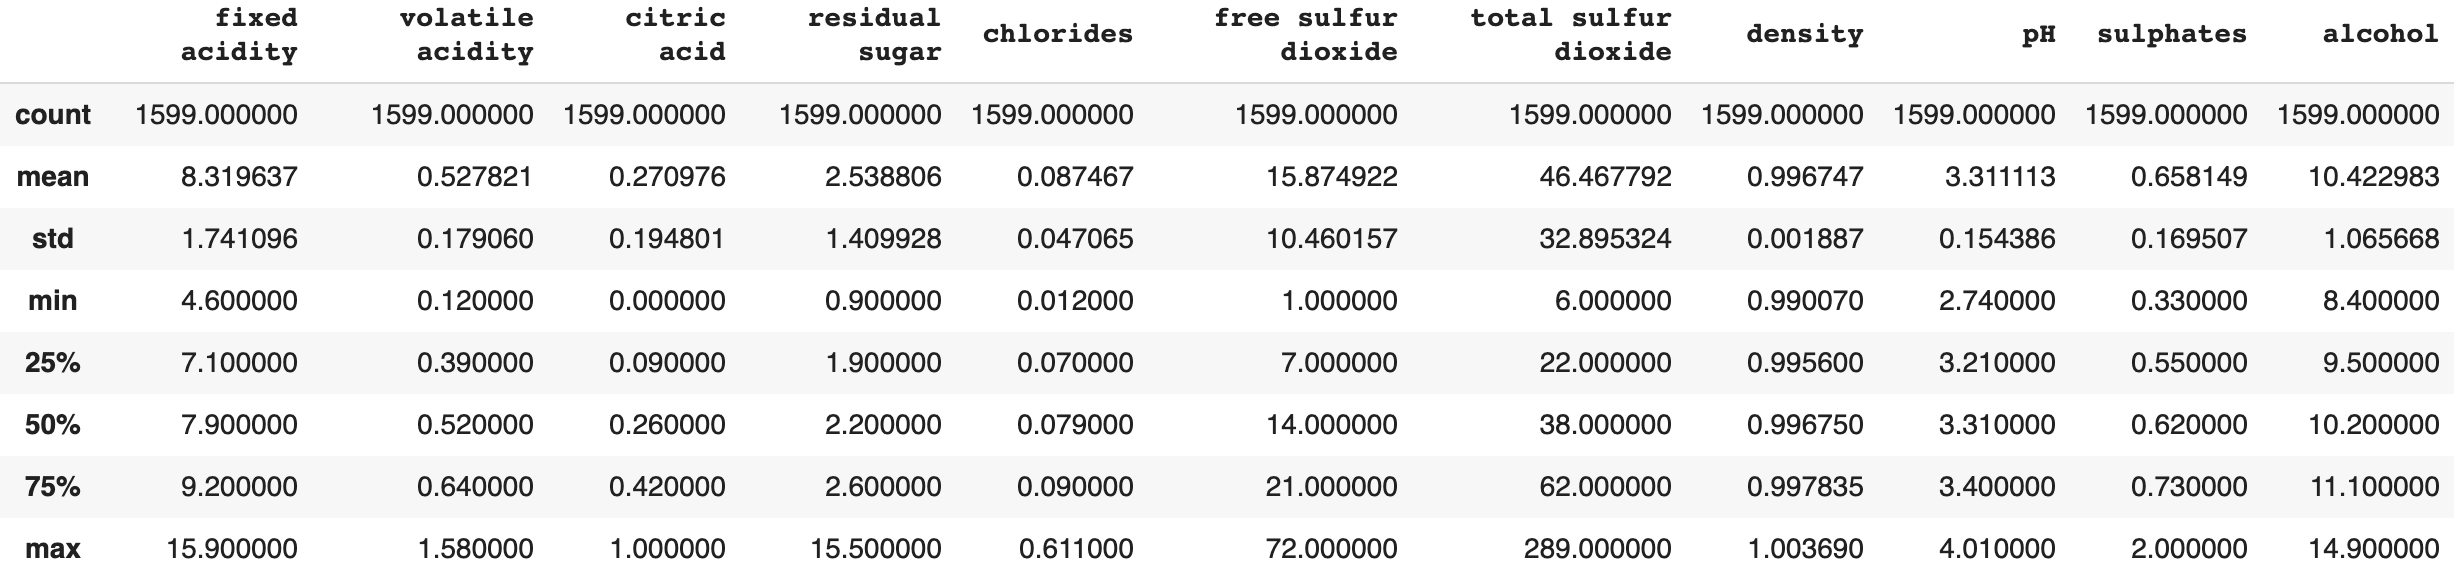 fixed acidity volatile acidity citric acid residual sugar chlorides free sulfur dioxide total sulfur dioxide density pH sulphates alcohol
count 1599.000000 1599.000000 1599.000000 1599.000000 1599.000000 1599.000000 1599.000000 1599.000000 1599.000000 1599.000000 1599.000000
mean 8.319637 0.527821 0.270976 2.538806 0.087467 15.874922 46.467792 0.996747 3.311113 0.658149 10.422983
std 1.741096 0.179060 0.194801 1.409928 0.047065 10.460157 32.895324 0.001887 0.154386 0.169507 1.065668
min 4.600000 0.120000 0.000000 0.900000 0.012000 1.000000 6.000000 0.990070 2.740000 0.330000 8.400000
25% 7.100000 0.390000 0.090000 1.900000 0.070000 7.000000 22.000000 0.995600 3.210000 0.550000 9.500000
50% 7.900000 0.520000 0.260000 2.200000 0.079000 14.000000 38.000000 0.996750 3.310000 0.620000 10.200000
75% 9.200000 0.640000 0.420000 2.600000 0.090000 21.000000 62.000000 0.997835 3.400000 0.730000 11.100000
max 15.900000 1.580000 1.000000 15.500000 0.611000 72.000000 289.000000 1.003690 4.010000 2.000000 14.900000